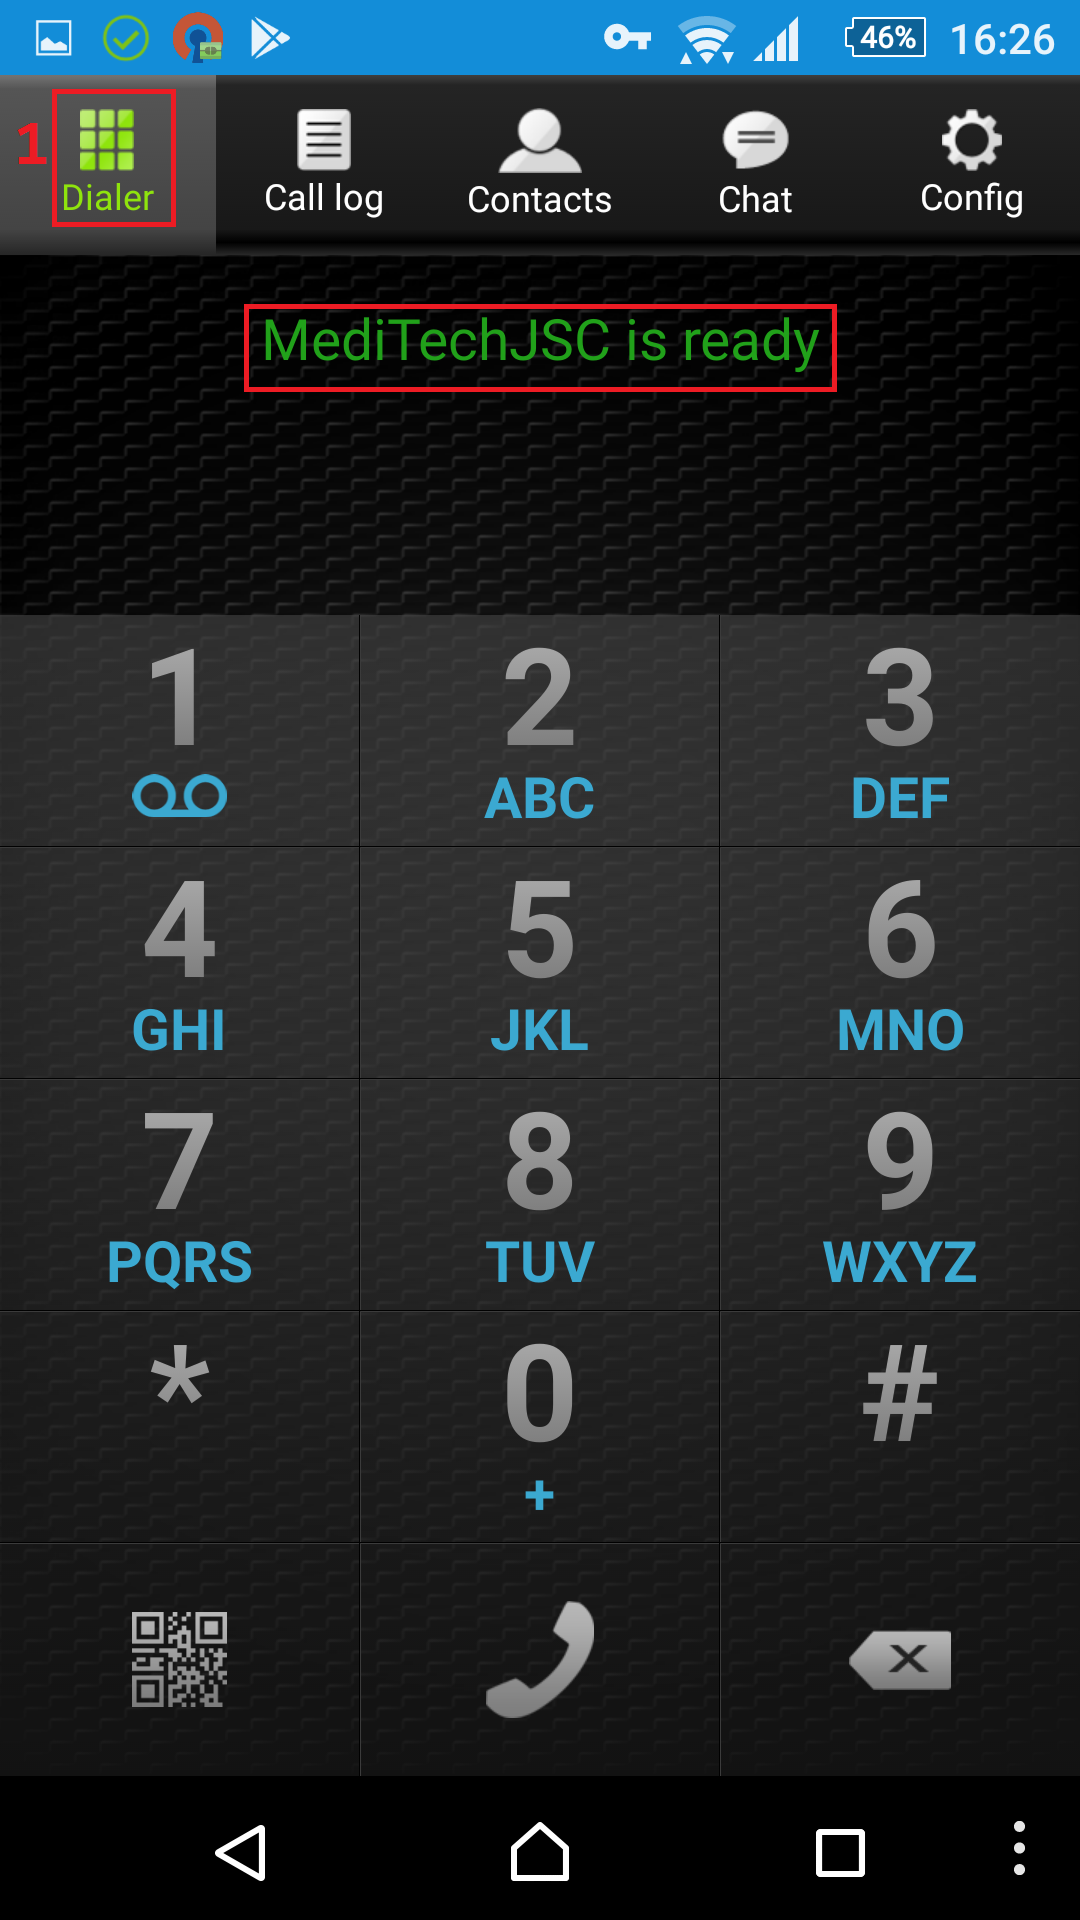 46% 16:26
1
Dialer Call log Contacts Chat Config
MediTechJSC is ready
1 2 3
ABC DEF
4 5 6
GHI JKL MNO
7 8 9
PQRS TUV WXYZ
* 0 #
+